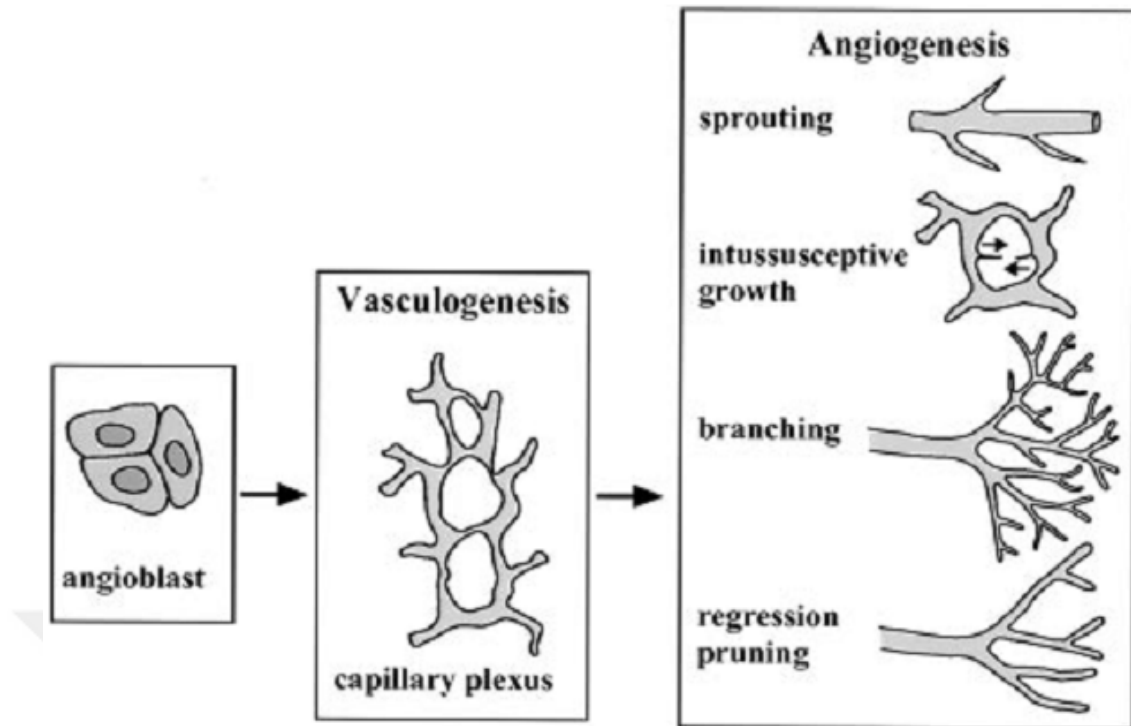 angioblast
Vasculogenesis
capillary plexus
Angiogenesis
sprouting
intussusceptive
growth
branching
regression
pruning